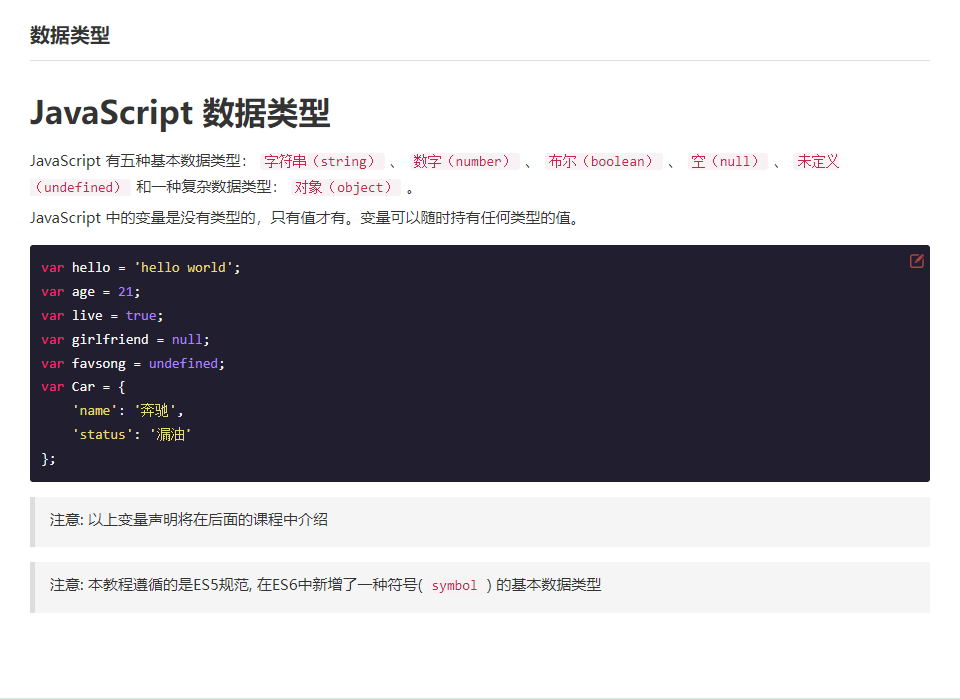 数据类型
JavaScript 数据类型
JavaScript 有五种基本数据类型： 字符串（string） 、 数字（number） 、 布尔（boolean） 、 空（null） 、 未定义
（undefined） 和一种复杂数据类型： 对象（object） 。
JavaScript 中的变量是没有类型的，只有值才有。变量可以随时持有任何类型的值。
var hello = 'hello world';
var age = 21;
var live = true;
var girlfriend = null;
var favsong = undefined;
var Car = {
    'name': '奔驰',
    'status': '漏油'
};
注意: 以上变量声明将在后面的课程中介绍
注意: 本教程遵循的是ES5规范, 在ES6中新增了一种符号( symbol ) 的基本数据类型